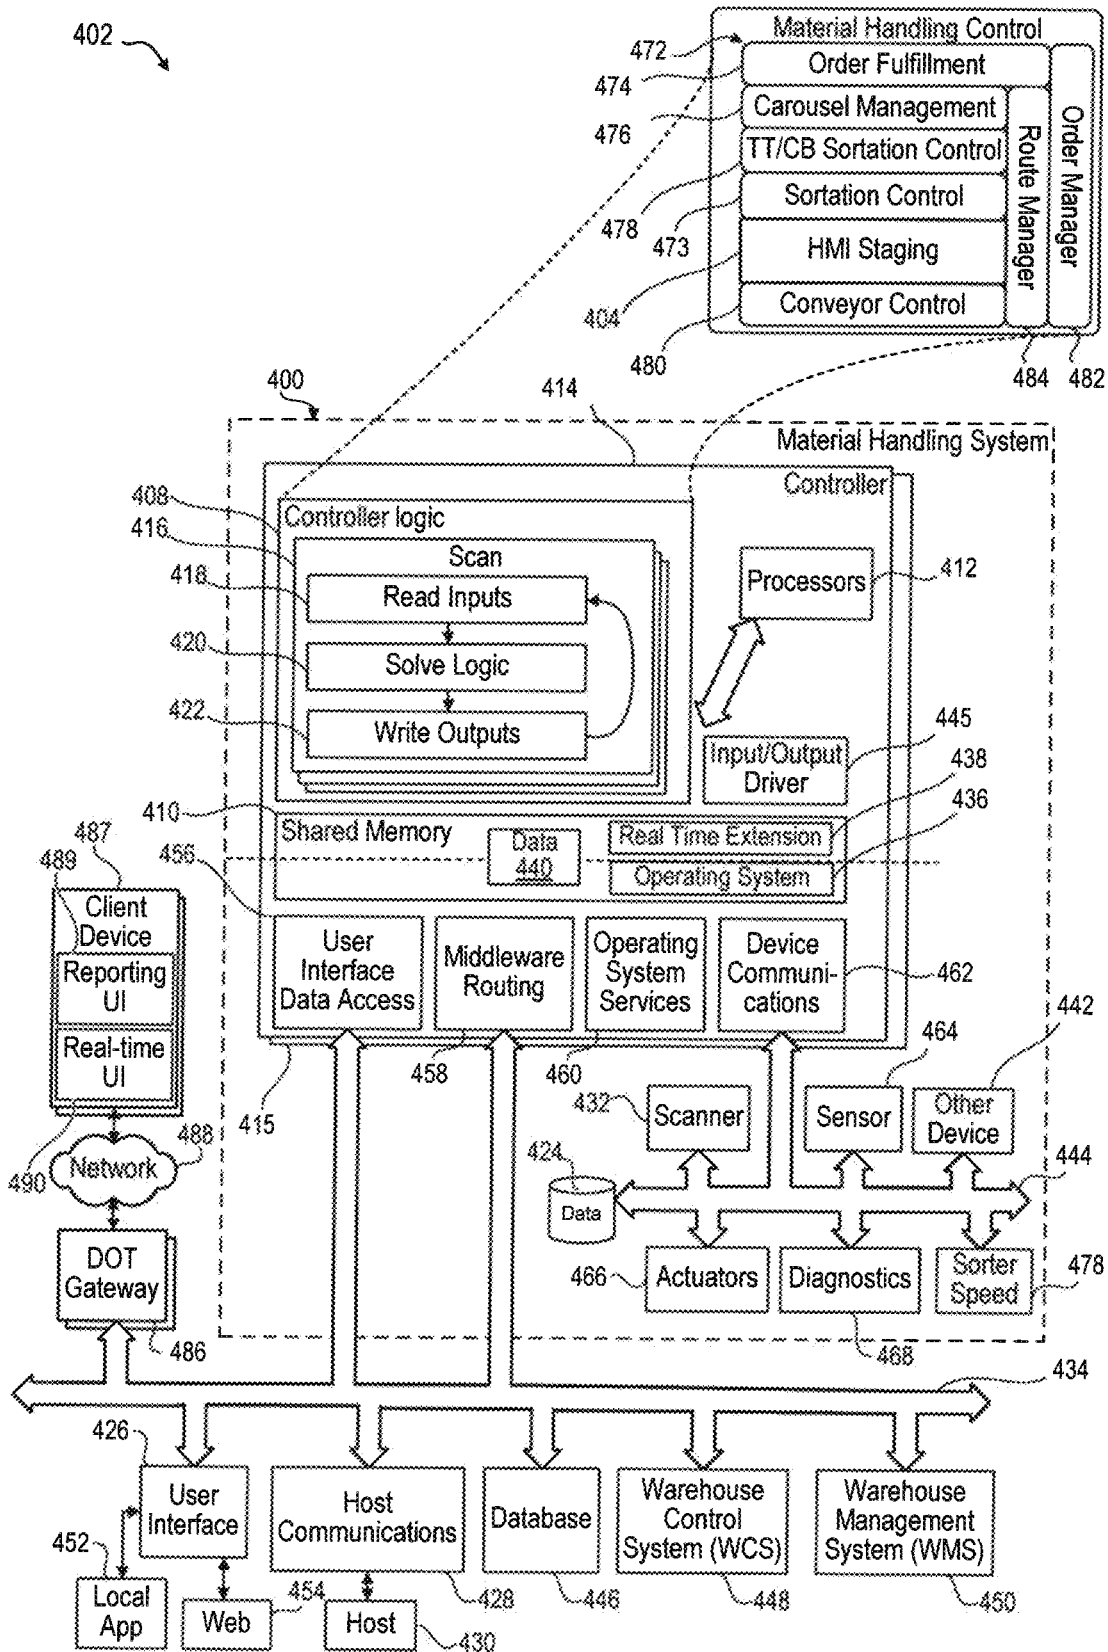 402
Material Handling Control
472
Order Fulfillment
474
Carousel Management
476
TT/CB Sortation Control
478
Sortation Control
473
HMI Staging
404
Conveyor Control
480
Route Manager
Order Manager
484
482
400
414
Material Handling System
Controller
408
Controller logic
416
Scan
418
Read Inputs
420
Solve Logic
422
Write Outputs
Processors
412
Input/Output
Driver
445
438
436
410
Shared Memory
Data
440
Real Time Extension
Operating System
456
User
Interface
Data Access
Middleware
Routing
Operating
System
Services
Device
Communi-
cations
462
458
460
415
487
489
Client
Device
Reporting
UI
Real-time
UI
490
Network
488
DOT
Gateway
486
432
Scanner
464
Sensor
442
Other
Device
424
Data
444
466
Actuators
Diagnostics
468
Sorter
Speed
478
434
426
User
Interface
Host
Communications
Database
Warehouse
Control
System (WCS)
Warehouse
Management
System (WMS)
452
Local
App
Web
454
Host
430
428
446
448
450